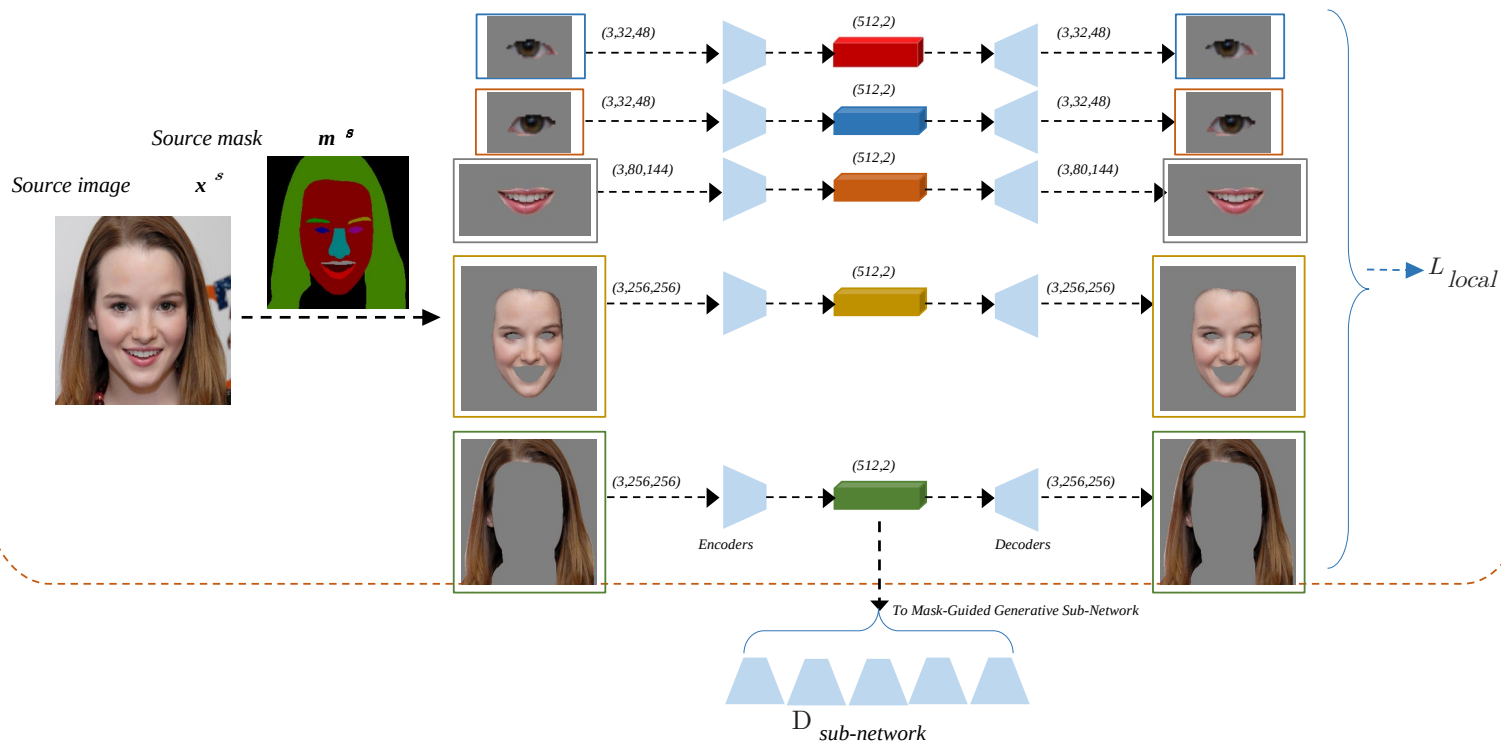 (512,2)
(3,32,48)
(3,32,48)
(512,2)
(3,32,48)
(3,32,48)
Source mask m s
(512,2)
Source image x s
(3,80,144)
(3,80,144)
(512,2)
L local
(3,256,256)
(3,256,256)
(512,2)
(3,256,256)
(3,256,256)
Encoders
Decoders
To Mask-Guided Generative Sub-Network
D sub-network